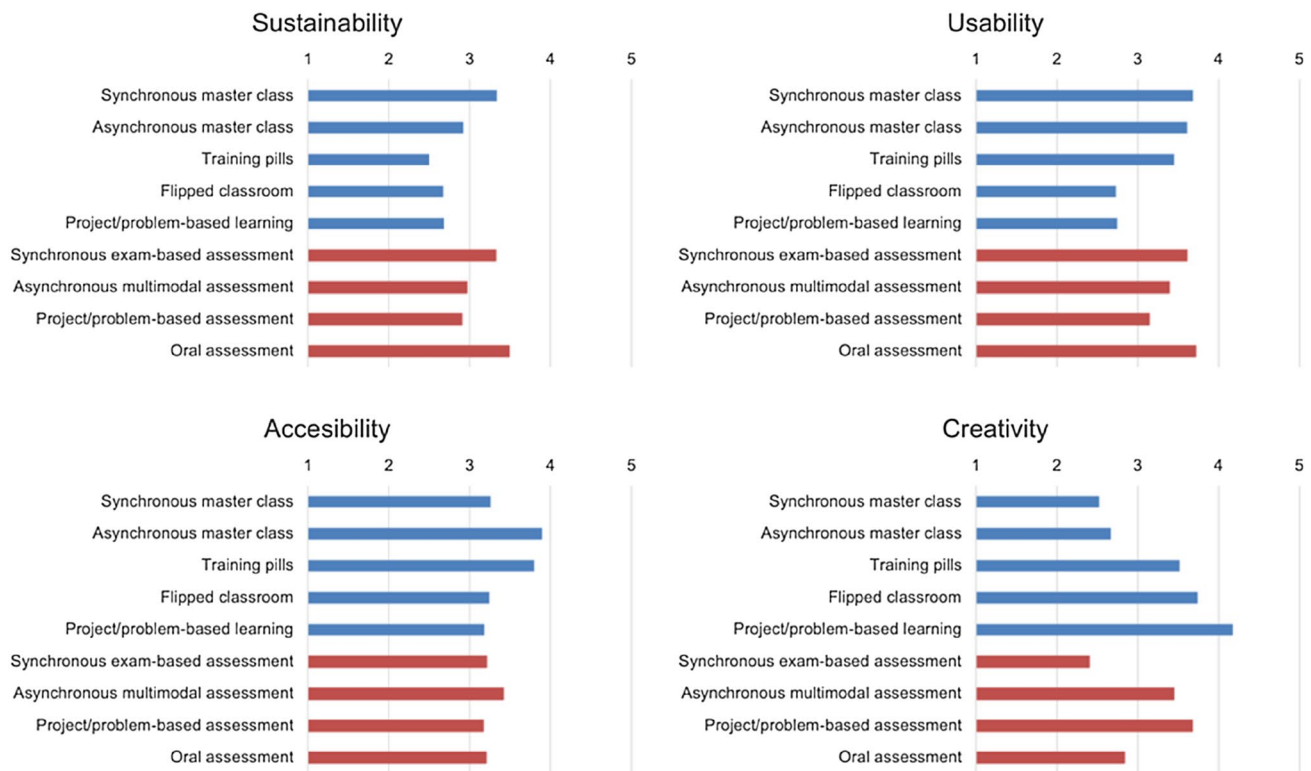 Sustainability
1 2 3 4 5
Synchronous master class
Asynchronous master class
Training pills
Flipped classroom
Project/problem-based learning
Synchronous exam-based assessment
Asynchronous multimodal assessment
Project/problem-based assessment
Oral assessment
Usability
1 2 3 4 5
Synchronous master class
Asynchronous master class
Training pills
Flipped classroom
Project/problem-based learning
Synchronous exam-based assessment
Asynchronous multimodal assessment
Project/problem-based assessment
Oral assessment
Accesibility
1 2 3 4 5
Synchronous master class
Asynchronous master class
Training pills
Flipped classroom
Project/problem-based learning
Synchronous exam-based assessment
Asynchronous multimodal assessment
Project/problem-based assessment
Oral assessment
Creativity
1 2 3 4 5
Synchronous master class
Asynchronous master class
Training pills
Flipped classroom
Project/problem-based learning
Synchronous exam-based assessment
Asynchronous multimodal assessment
Project/problem-based assessment
Oral assessment